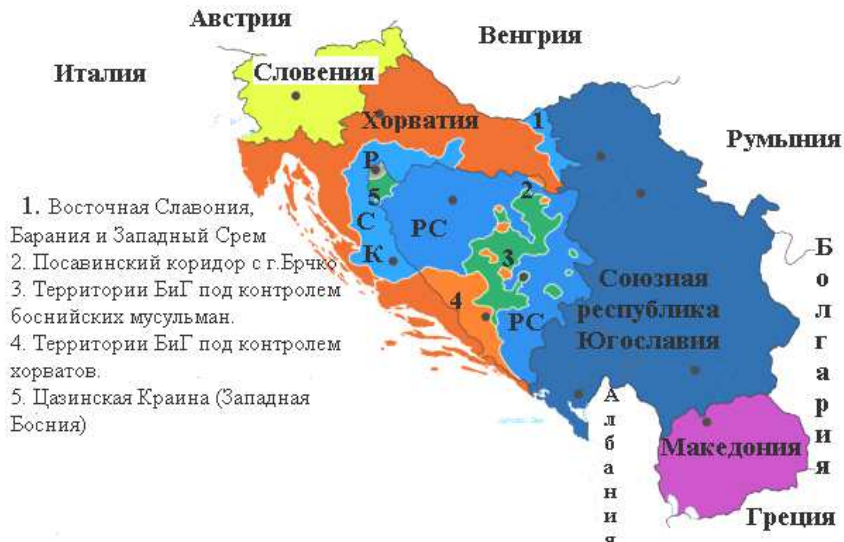 Австрия
Венгрия
Италия
Словения
Хорватия
1
Румыния
Р
5
2
1. Восточная Славония,
Барания и Западный Срем
2. Посавинский коридор с г.Брчко
3. Территории БиГ под контролем
боснийских мусульман.
4. Территории БиГ под контролем
хорватов.
5. Цазинская Краина (Западная
Босния)
С
РС
К
3
4
РС
Союзная
республика
Югославия
Болгария
Албания
Македония
Греция